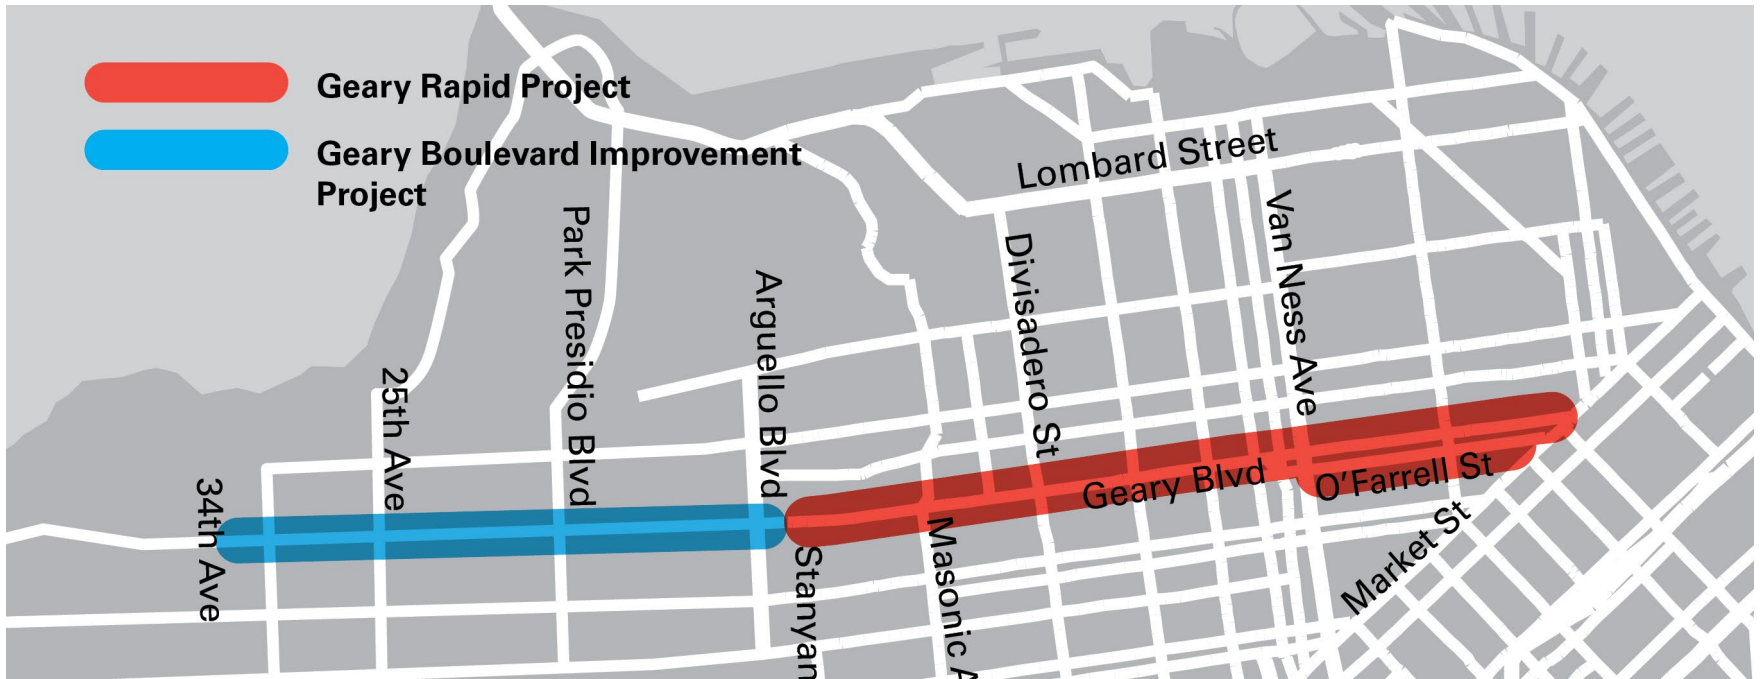 Geary Rapid Project
Geary Boulevard Improvement
Project
Lombard Street
Park Presidio Blvd
Van Ness Ave
Divisadero St
Arguello Blvd
25th Ave
Geary Blvd
O'Farrell St
34th Ave
Market St
Masonic A
Stanyan